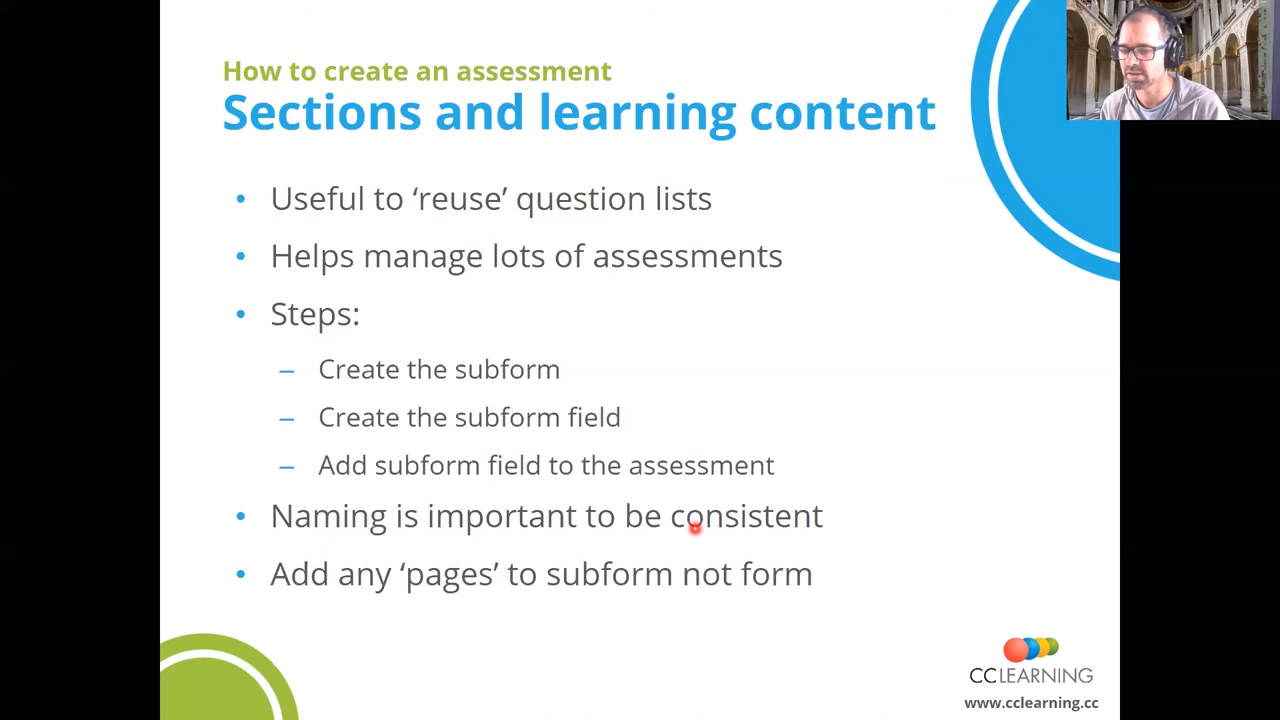 How to create an assessment
Sections and learning content
• Useful to ‘reuse’ question lists
• Helps manage lots of assessments
• Steps:
– Create the subform
– Create the subform field
– Add subform field to the assessment
• Naming is important to be consistent
• Add any ‘pages’ to subform not form
CCLEARNING
www.cclearning.cc